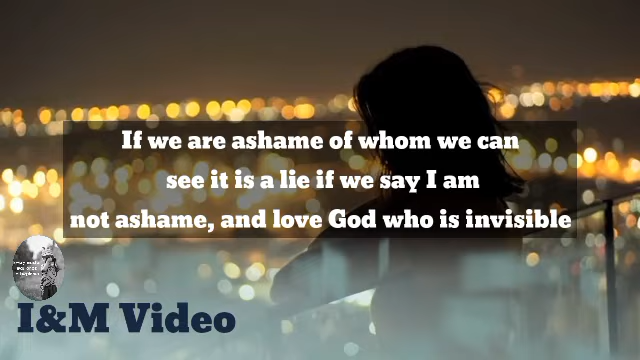 If we are ashame of whom we can
see it is a lie if we say I am
not ashame, and love God who is invisible
I&M Video